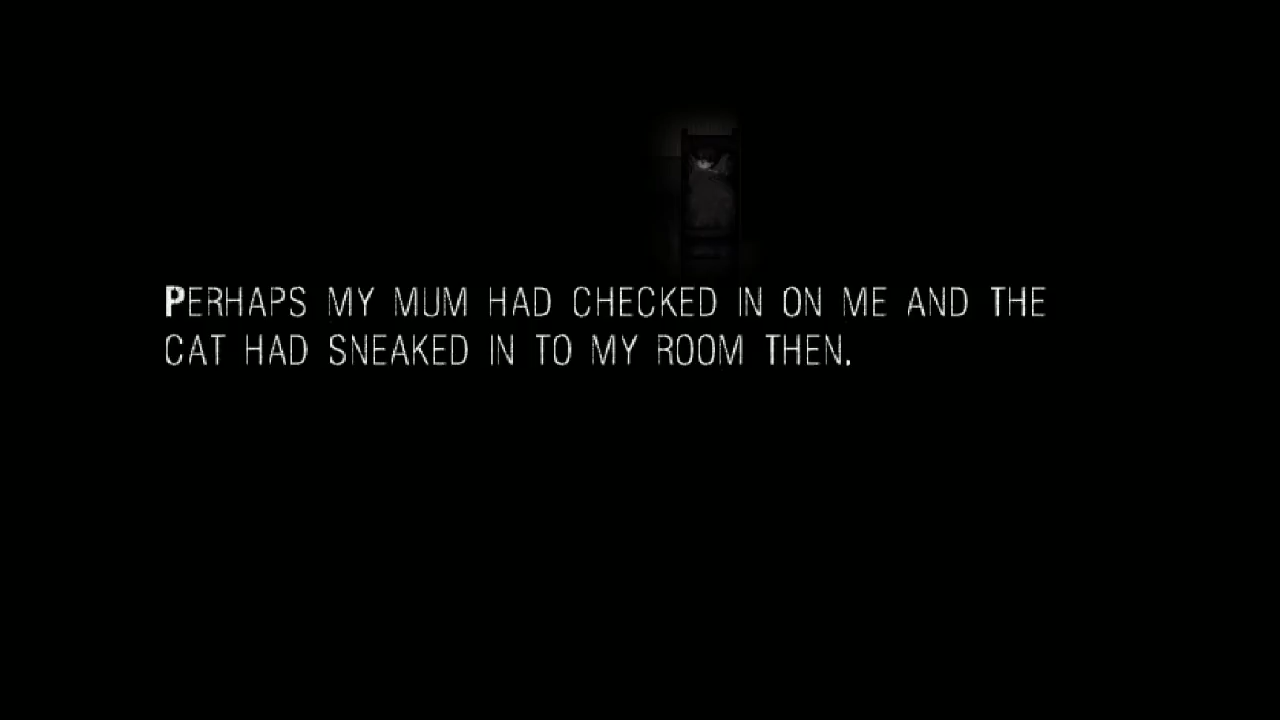 PERHAPS MY MUM HAD CHECKED IN ON ME AND THE
CAT HAD SNEAKED IN TO MY ROOM THEN.